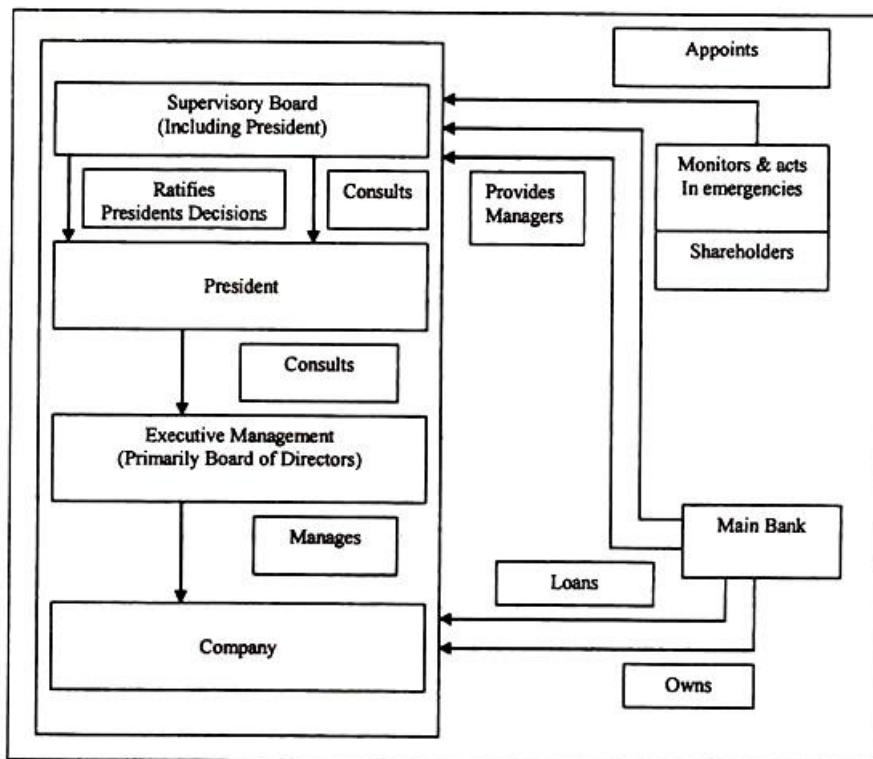 Appoints
Supervisory Board
(Including President)
Monitors & acts
In emergencies
Ratifies
Presidents Decisions
Consults
Provides
Managers
Shareholders
President
Consults
Executive Management
(Primarily Board of Directors)
Main Bank
Manages
Loans
Company
Owns